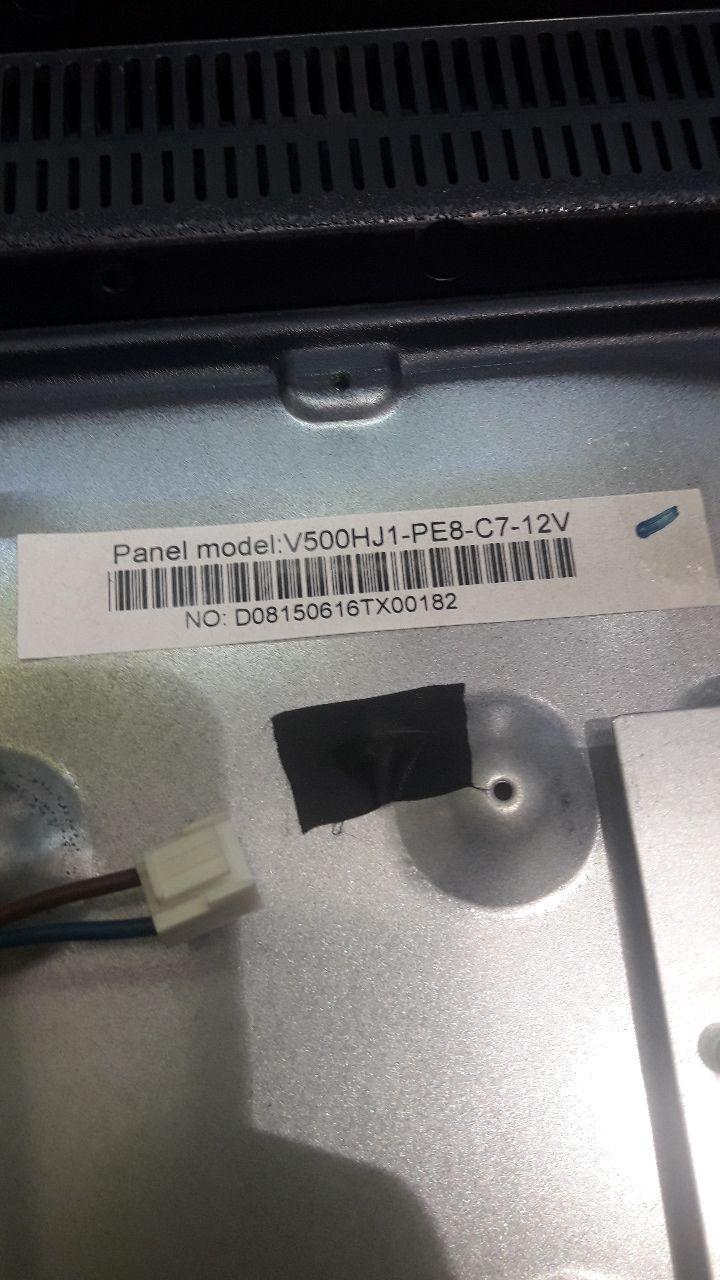 Panel model:V500HJ1-PE8-C7-12V
NO: D08150616TX00182